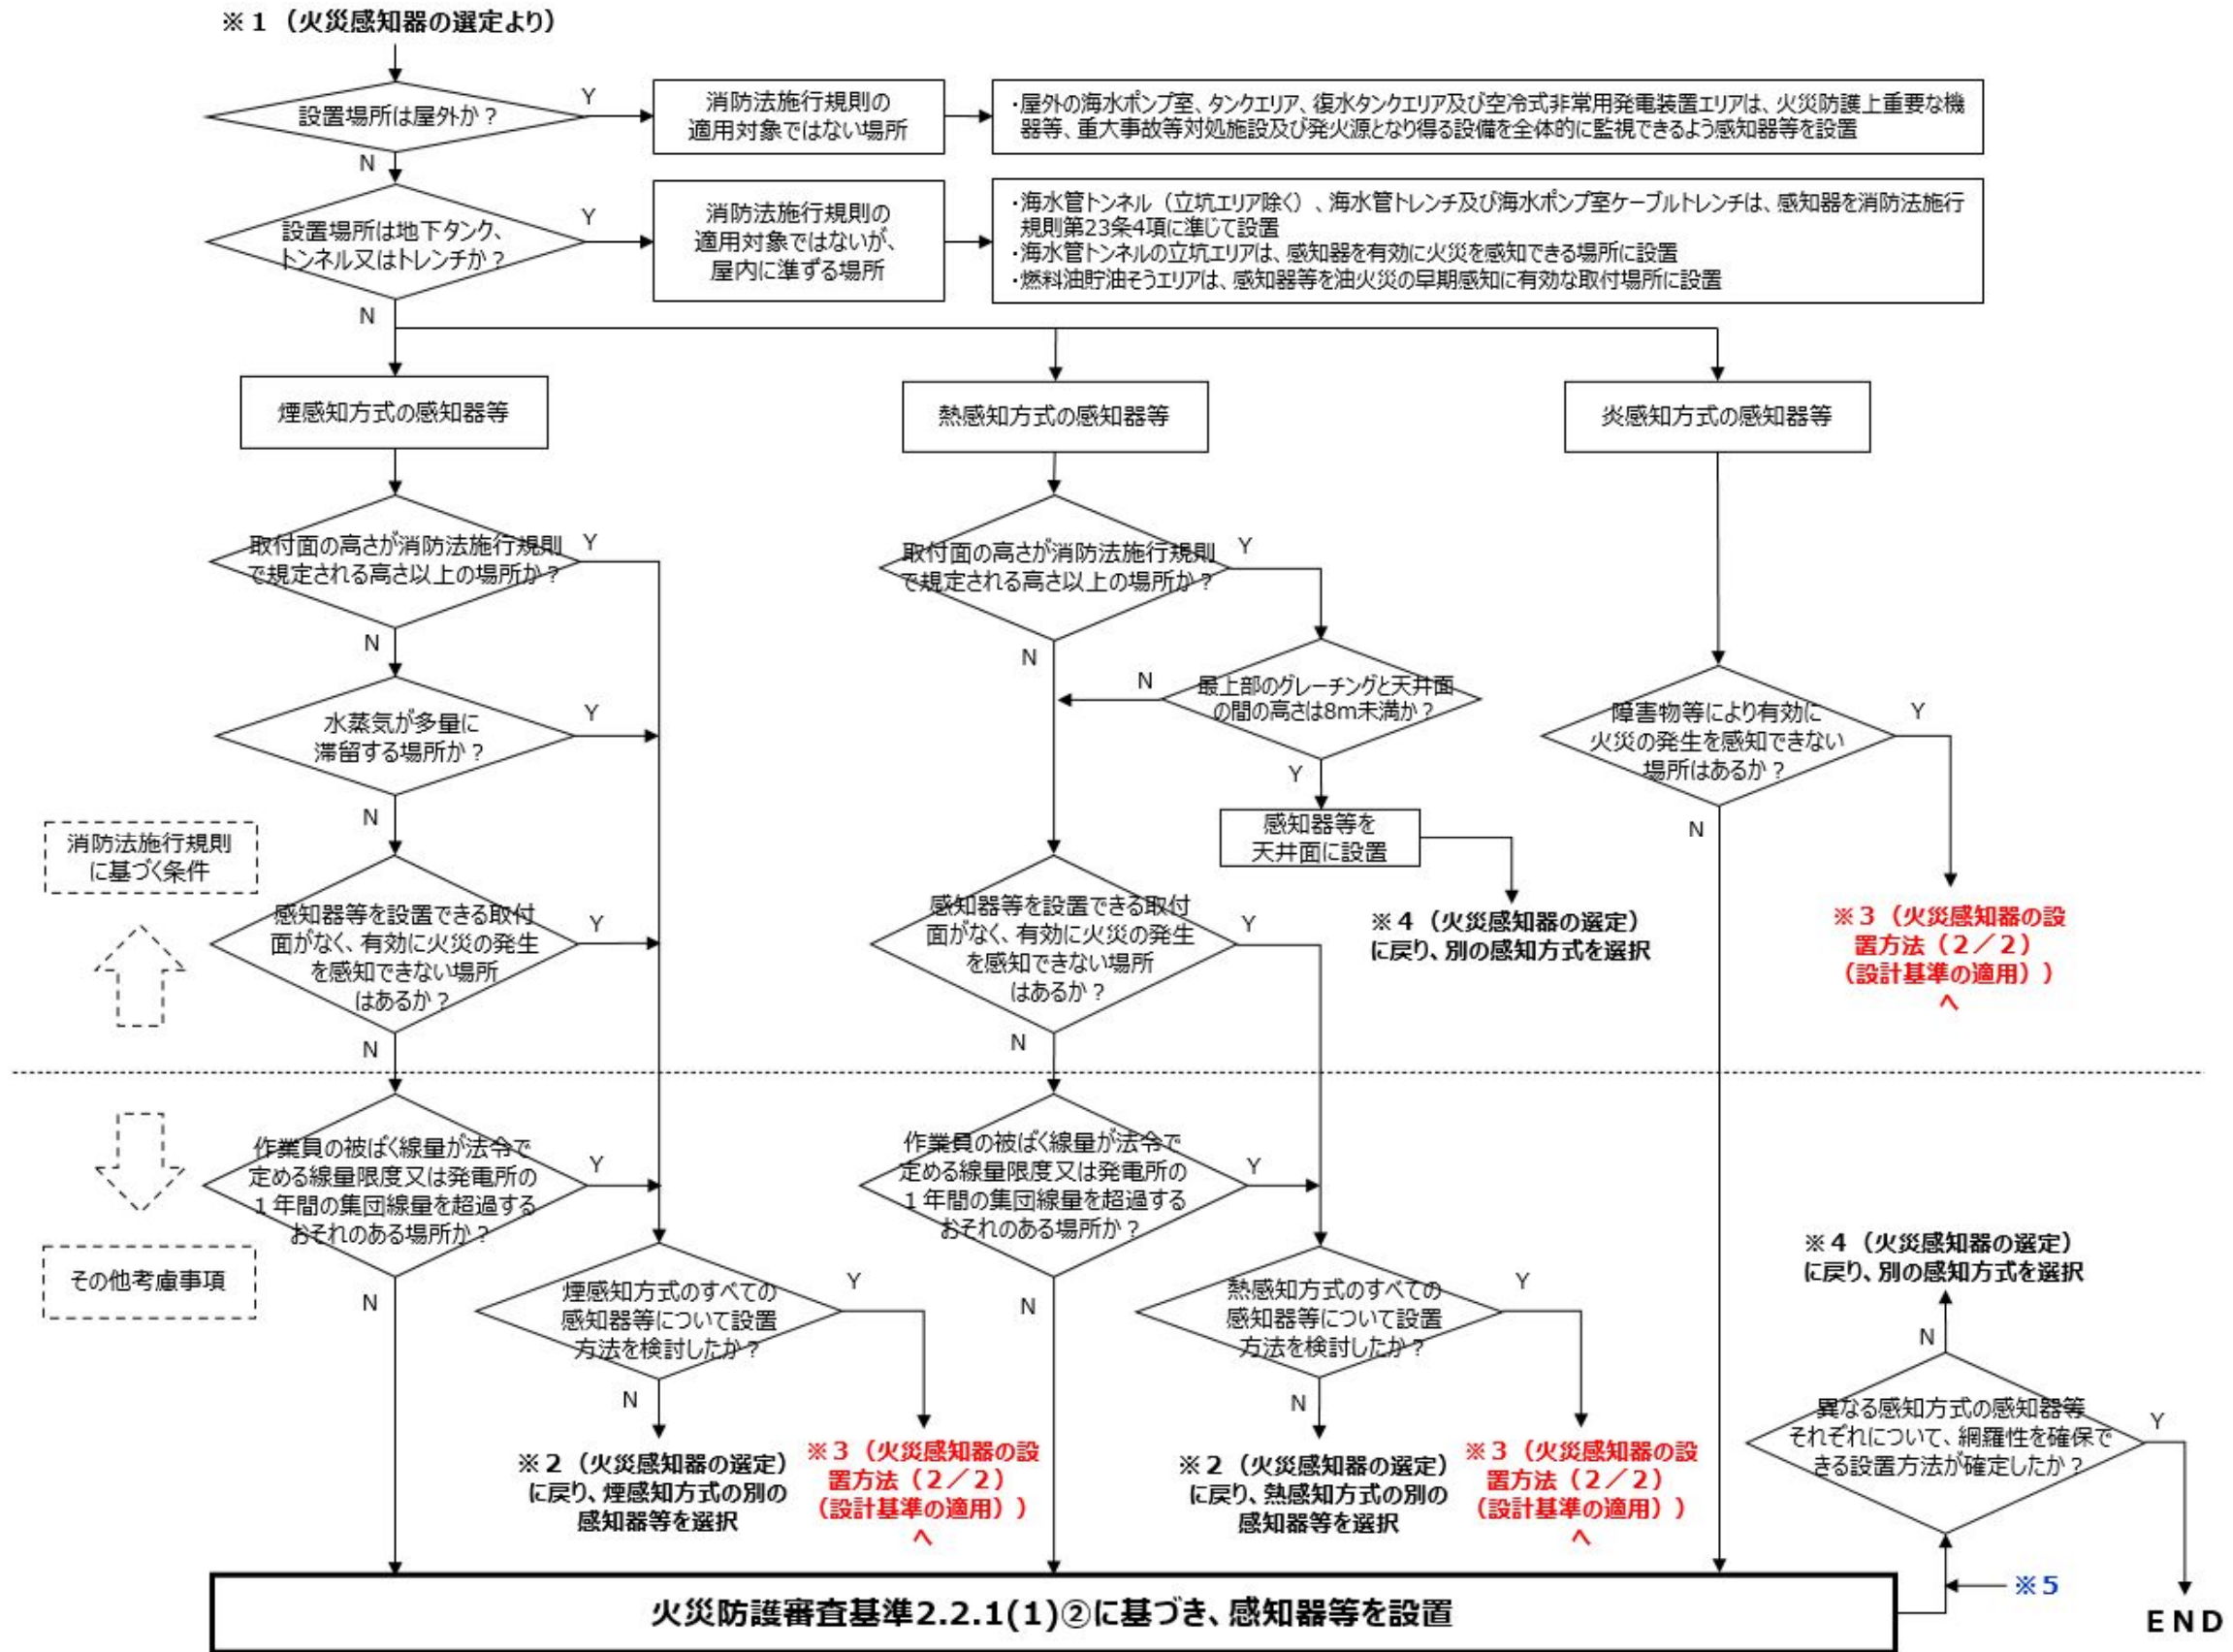 ※１（火災感知器の選定より）
設置場所は屋外か？
Y
消防法施行規則の
適用対象ではない場所
・屋外の海水ポンプ室、タンクエリア、復水タンクエリア及び空冷式非常用発電装置エリアは、火災防護上重要な機
器等、重大事故等対処施設及び発火源となり得る設備を全体的に監視できるよう感知器等を設置
N
設置場所は地下タンク、
トンネル又はトレンチか？
Y
消防法施行規則の
適用対象ではないが、
屋内に準ずる場所
・海水管トンネル（立坑エリア除く）、海水管トレンチ及び海水ポンプ室ケーブルトレンチは、感知器を消防法施行
規則第23条4項に準じて設置
・海水管トンネルの立坑エリアは、感知器を有効に火災を感知できる場所に設置
・燃料油貯油そうエリアは、感知器等を油火災の早期感知に有効な取付場所に設置
N
煙感知方式の感知器等
熱感知方式の感知器等
炎感知方式の感知器等
取付面の高さが消防法施行規則
で規定される高さ以上の場所か？
Y
N
水蒸気が多量に
滞留する場所か？
Y
N
消防法施行規則
に基づく条件
感知器等を設置できる取付
面がなく、有効に火災の発生
を感知できない場所
はあるか？
Y
N
取付面の高さが消防法施行規則
で規定される高さ以上の場所か？
Y
N
最上部のグレーチングと天井面
の間の高さは8m未満か？
N
Y
感知器等を
天井面に設置
※４（火災感知器の選定）
に戻り、別の感知方式を選択
感知器等を設置できる取付
面がなく、有効に火災の発生
を感知できない場所
はあるか？
Y
N
障害物等により有効に
火災の発生を感知できない
場所はあるか？
Y
N
※３（火災感知器の設
置方法（２／２）
（設計基準の適用））
へ
その他考慮事項
作業員の被ばく線量が法令で
定める線量限度又は発電所の
１年間の集団線量を超過する
おそれのある場所か？
Y
N
煙感知方式のすべての
感知器等について設置
方法を検討したか？
Y
N
※２（火災感知器の選定）
に戻り、煙感知方式の別の
感知器等を選択
※３（火災感知器の設
置方法（２／２）
（設計基準の適用））
へ
作業員の被ばく線量が法令で
定める線量限度又は発電所の
１年間の集団線量を超過する
おそれのある場所か？
Y
N
熱感知方式のすべての
感知器等について設置
方法を検討したか？
Y
N
※２（火災感知器の選定）
に戻り、熱感知方式の別の
感知器等を選択
※３（火災感知器の設
置方法（２／２）
（設計基準の適用））
へ
※４（火災感知器の選定）
に戻り、別の感知方式を選択
N
異なる感知方式の感知器等
それぞれについて、網羅性を確保で
きる設置方法が確定したか？
Y
※５
END
火災防護審査基準2.2.1(1)②に基づき、感知器等を設置